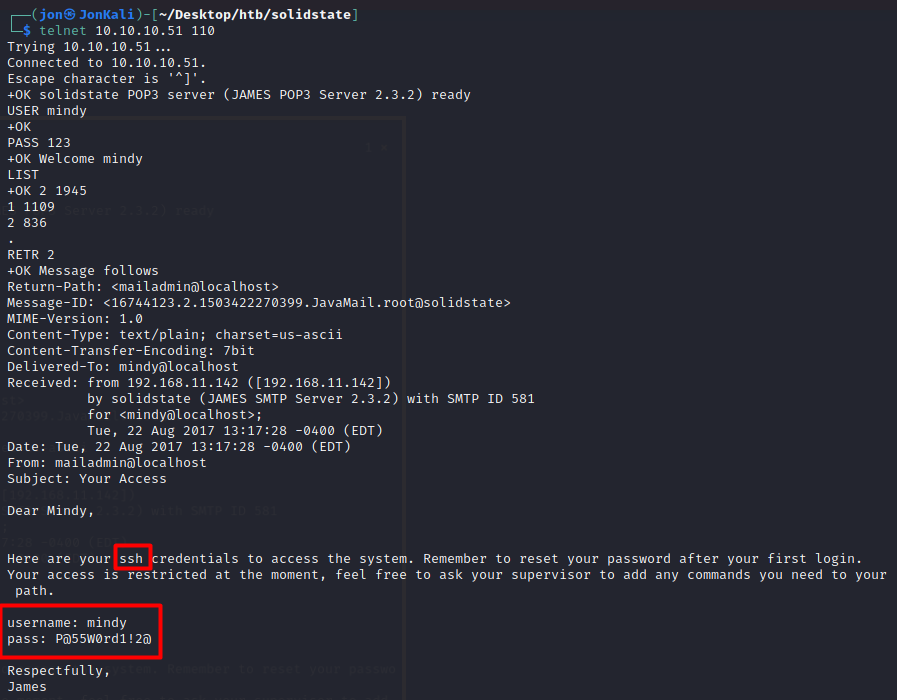 ┌──(jon㉿JonKali)-[~/Desktop/htb/solidstate]
└─$ telnet 10.10.10.51 110
Trying 10.10.10.51...
Connected to 10.10.10.51.
Escape character is '^]'.
+OK solidstate POP3 server (JAMES POP3 Server 2.3.2) ready
USER mindy
+OK
PASS 123
+OK Welcome mindy
LIST
+OK 2 1945
1 1109
2 836
.
RETR 2
+OK Message follows
Return-Path: <mailadmin@localhost>
Message-ID: <16744123.2.1503422270399.JavaMail.root@solidstate>
MIME-Version: 1.0
Content-Type: text/plain; charset=us-ascii
Content-Transfer-Encoding: 7bit
Delivered-To: mindy@localhost
Received: from 192.168.11.142 ([192.168.11.142])
by solidstate (JAMES SMTP Server 2.3.2) with SMTP ID 581
for <mindy@localhost>;
Tue, 22 Aug 2017 13:17:28 -0400 (EDT)
Date: Tue, 22 Aug 2017 13:17:28 -0400 (EDT)
From: mailadmin@localhost
Subject: Your Access

Dear Mindy,

Here are your ssh credentials to access the system. Remember to reset your password after your first login.
Your access is restricted at the moment, feel free to ask your supervisor to add any commands you need to your
path.

username: mindy
pass: P@55W0rd1!2@

Respectfully,
James